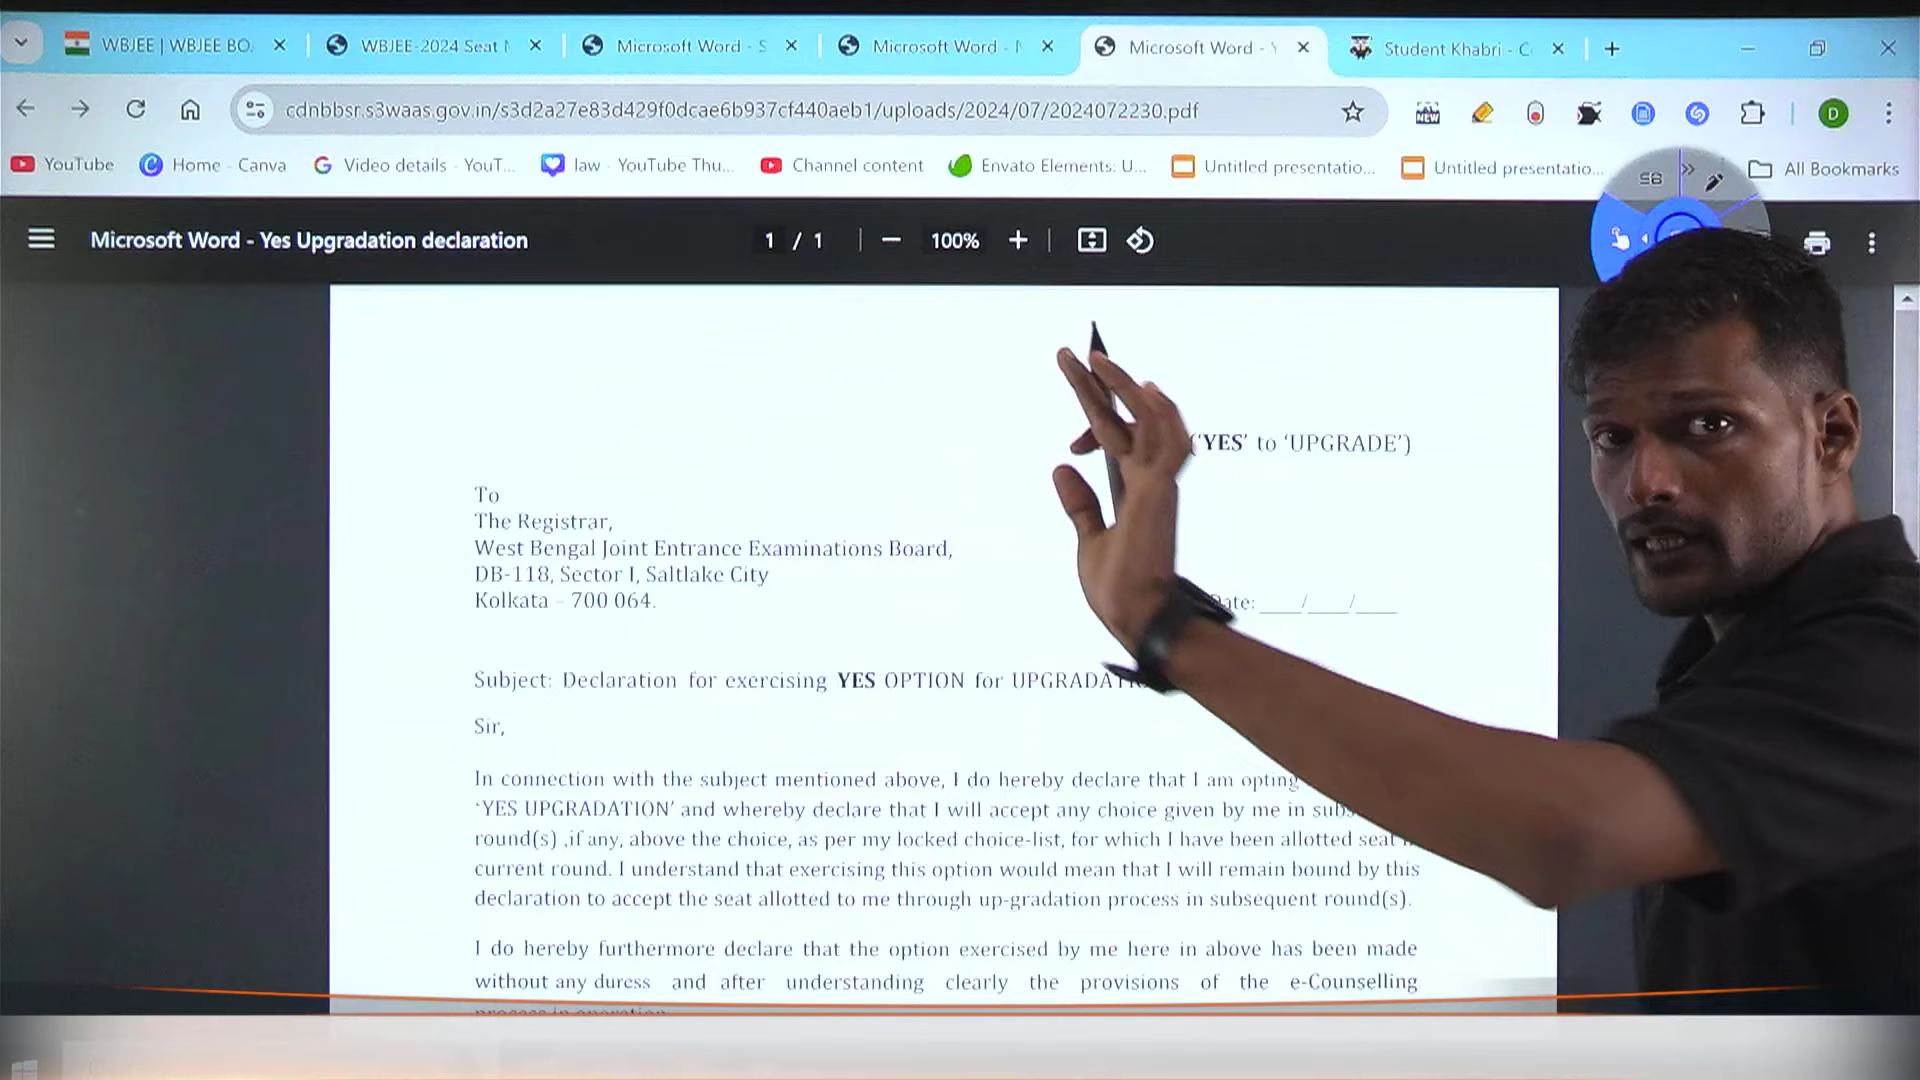 WBJEE | WBJEE BO
WBJEE-2024 Seat
Microsoft Word - S
Microsoft Word -
Microsoft Word -
Student Khabri - C
cdnbbsr.s3waas.gov.in/s3d2a27e83d429f0dcae6b937cf440aeb1/uploads/2024/07/2024072230.pdf
NEW
D
YouTube
Home - Canva
Video details - YouT...
law - YouTube Thu...
Channel content
Envato Elements: U...
Untitled presentatio...
Untitled presentatio...
All Bookmarks
Microsoft Word - Yes Upgradation declaration
1 / 1
100%
('YES' to 'UPGRADE')
To
The Registrar,
West Bengal Joint Entrance Examinations Board,
DB-118, Sector I, Saltlake City
Kolkata – 700 064.
Date: ____/____/____
Subject: Declaration for exercising YES OPTION for UPGRADAT
Sir,
In connection with the subject mentioned above, I do hereby declare that I am opting
'YES UPGRADATION' and whereby declare that I will accept any choice given by me in subs
round(s) ,if any, above the choice, as per my locked choice-list, for which I have been allotted seat
current round. I understand that exercising this option would mean that I will remain bound by this
declaration to accept the seat allotted to me through up-gradation process in subsequent round(s).
I do hereby furthermore declare that the option exercised by me here in above has been made
without any duress and after understanding clearly the provisions of the e-Counselling
process in operation.